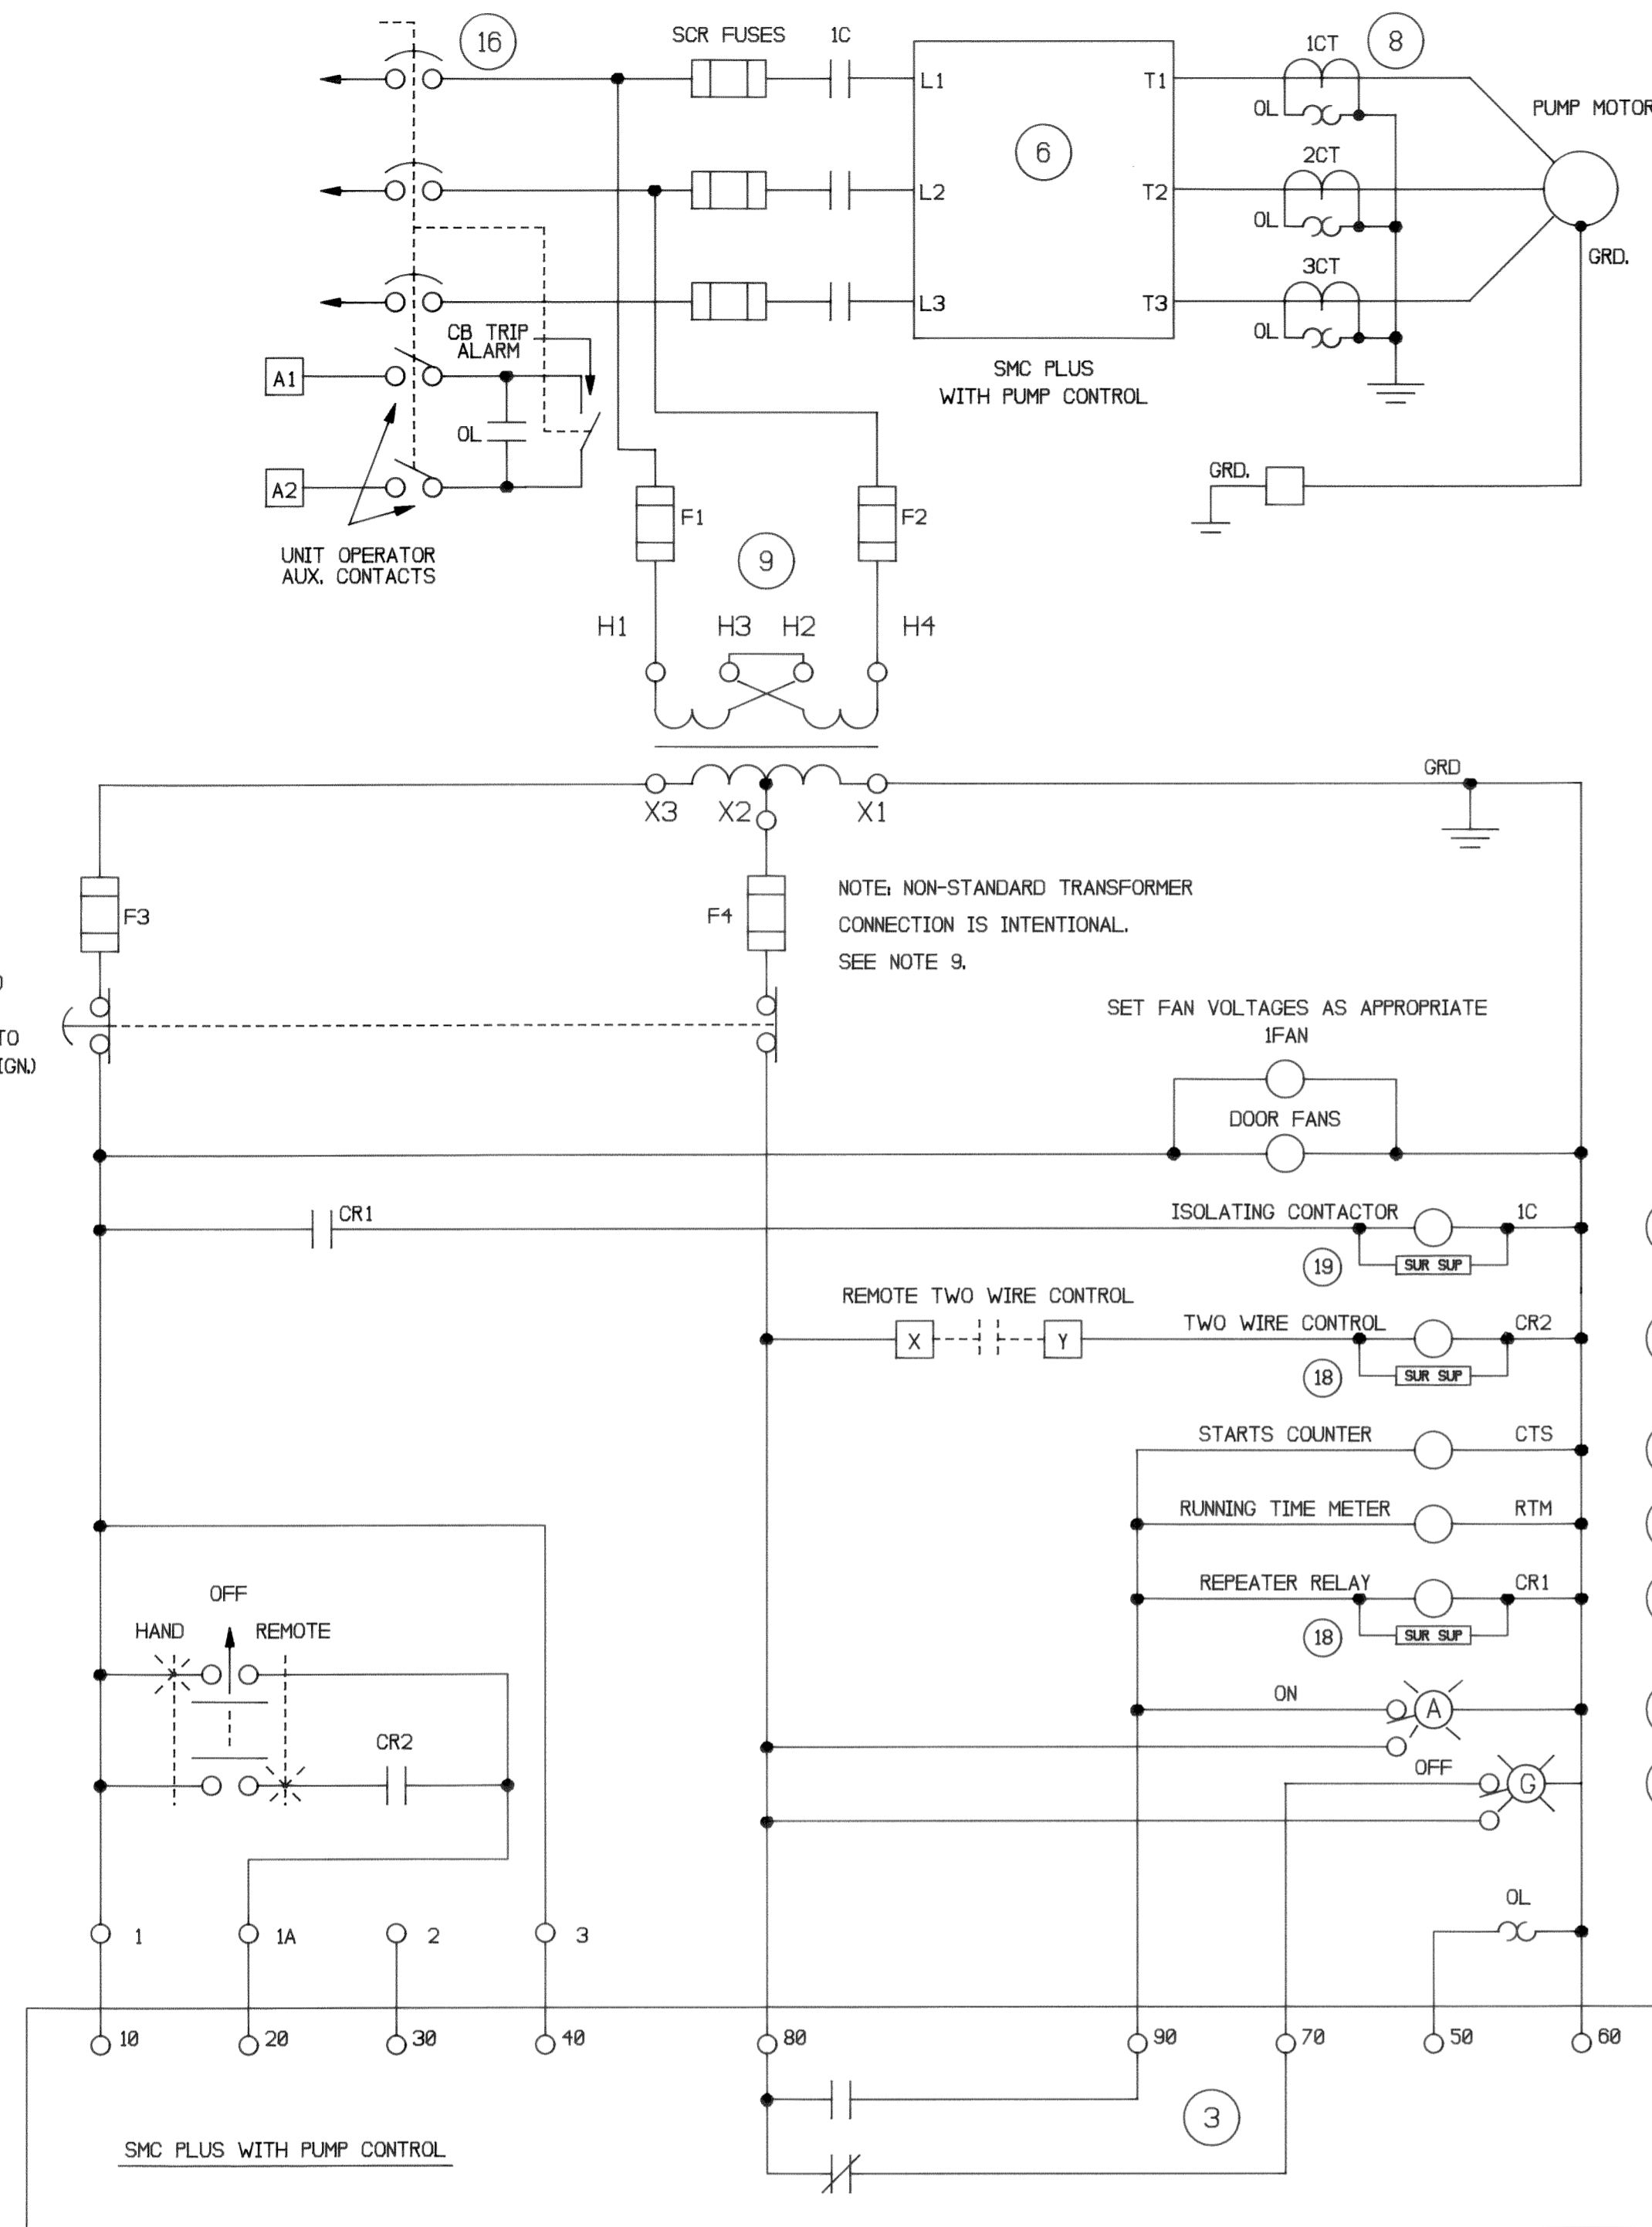 16
SCR FUSES
1C
1CT
8
L1
T1
OL
PUMP MOTOR
6
2CT
L2
T2
OL
GRD.
3CT
L3
T3
CB TRIP
ALARM
OL
A1
SMC PLUS
WITH PUMP CONTROL
OL
A2
GRD.
F1
F2
UNIT OPERATOR
AUX. CONTACTS
9
H1
H3
H2
H4
GRD
X3
X2
X1
F3
F4
NOTE: NON-STANDARD TRANSFORMER
CONNECTION IS INTENTIONAL.
SEE NOTE 9.
SET FAN VOLTAGES AS APPROPRIATE
1FAN
TO
IGN.)
DOOR FANS
CR1
ISOLATING CONTACTOR
1C
19
SUR SUP
REMOTE TWO WIRE CONTROL
X
Y
TWO WIRE CONTROL
CR2
18
SUR SUP
STARTS COUNTER
CTS
RUNNING TIME METER
RTM
REPEATER RELAY
CR1
OFF
HAND
REMOTE
18
SUR SUP
ON
A
CR2
OFF
G
OL
1
1A
2
3
10
20
30
40
80
90
70
50
60
3
SMC PLUS WITH PUMP CONTROL